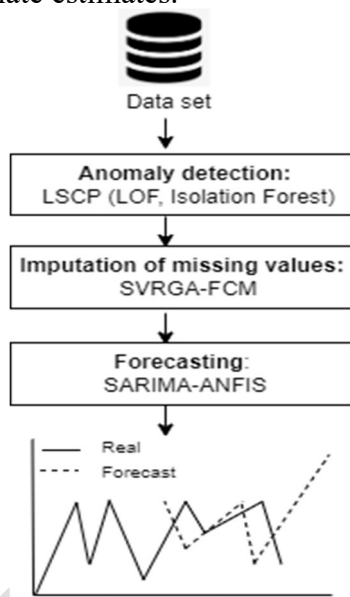 estimates.
Data set
Anomaly detection:
LSCP (LOF, Isolation Forest)
Imputation of missing values:
SVRGA-FCM
Forecasting:
SARIMA-ANFIS
Real
Forecast